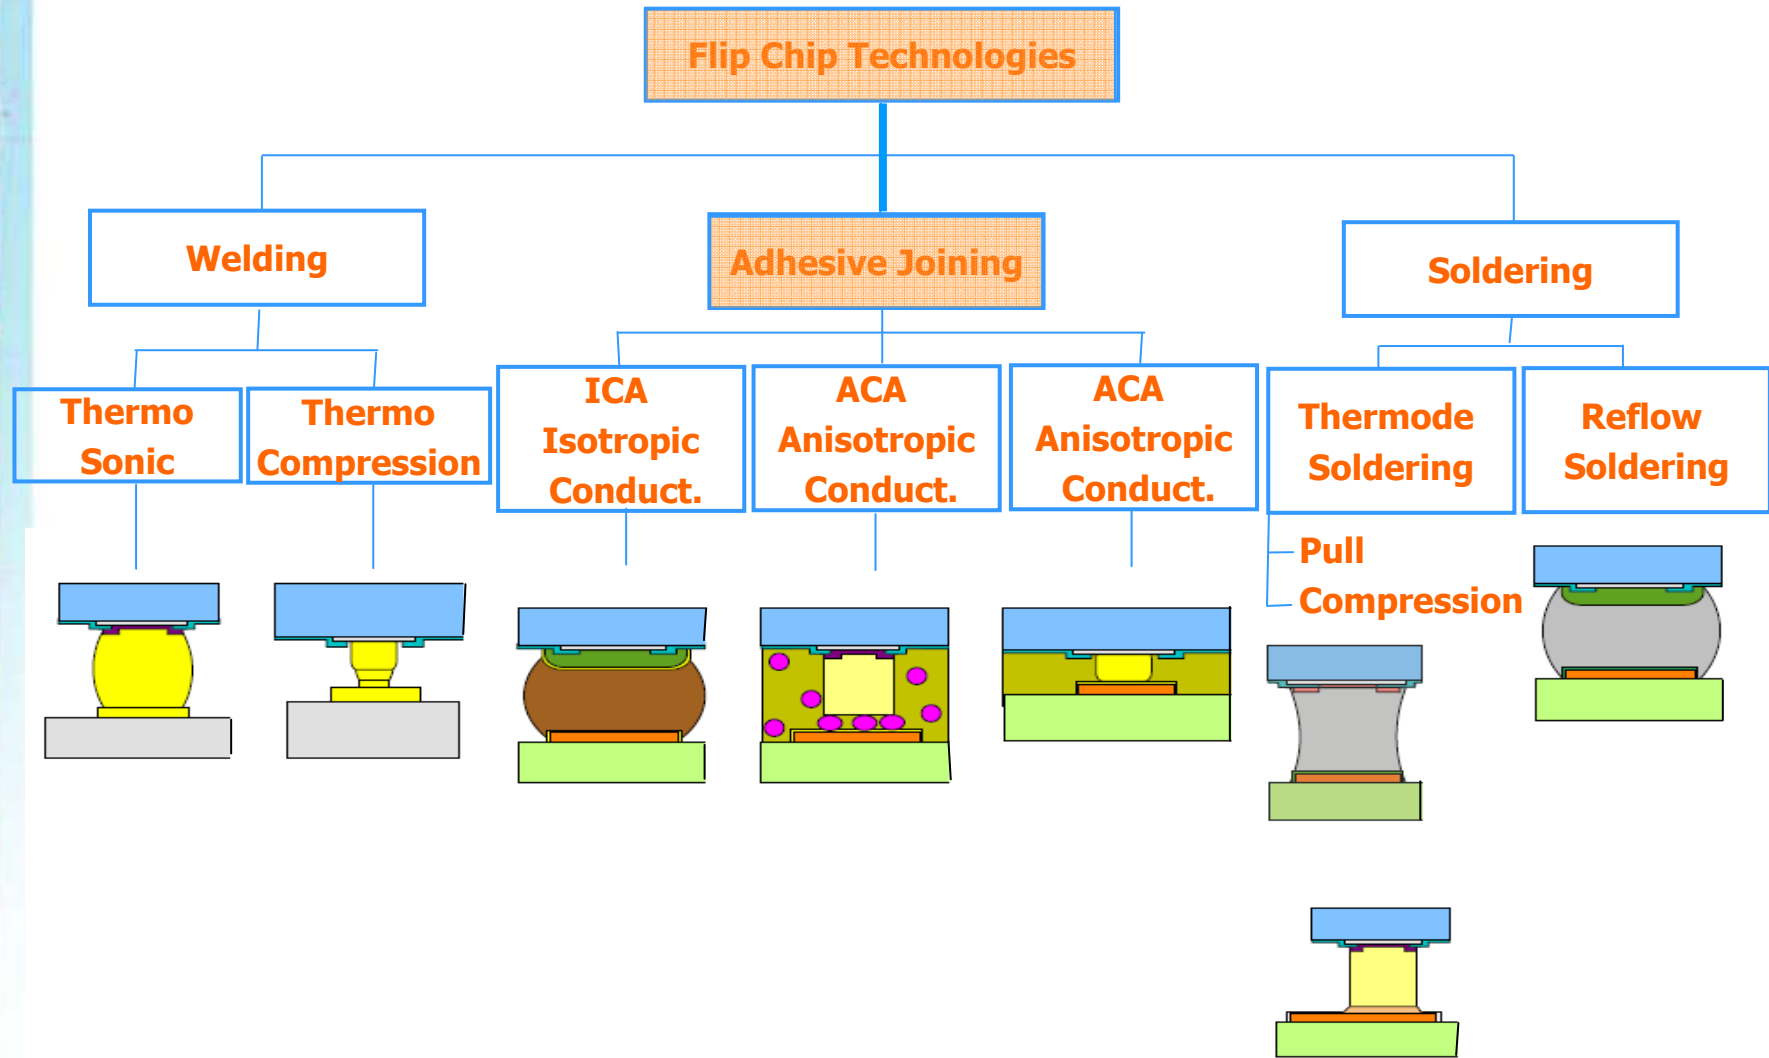 Flip Chip Technologies
Welding
Adhesive Joining
Soldering
Thermo
Sonic
Thermo
Compression
ICA
Isotropic
Conduct.
ACA
Anisotropic
Conduct.
ACA
Anisotropic
Conduct.
Thermode
Soldering
Reflow
Soldering
Pull
Compression